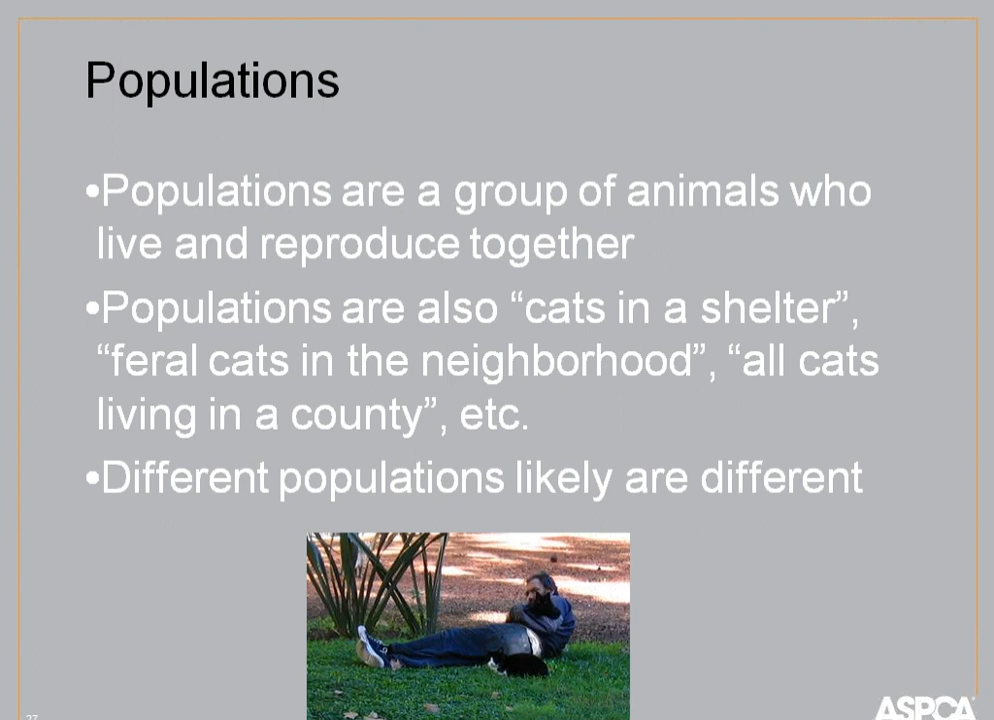 Populations
•Populations are a group of animals who
live and reproduce together
•Populations are also “cats in a shelter”,
“feral cats in the neighborhood”, “all cats
living in a county”, etc.
•Different populations likely are different
27
ASPCA